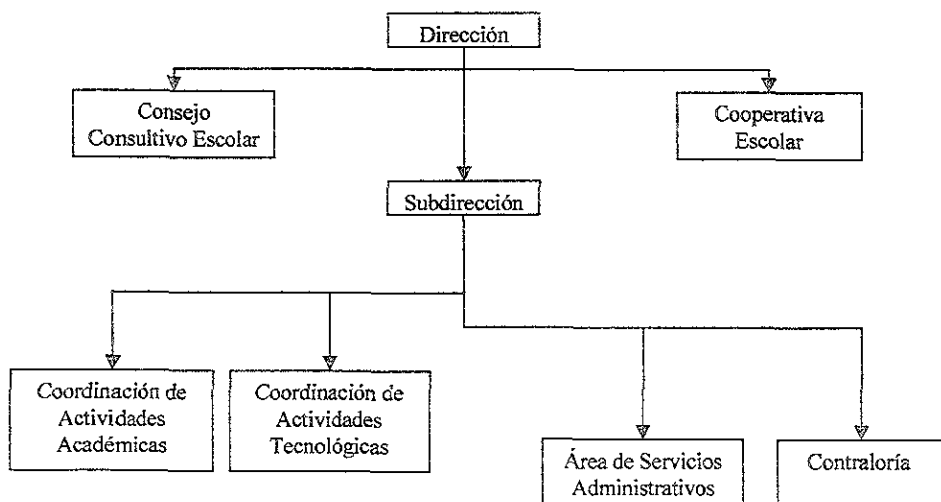 Dirección
Consejo
Consultivo Escolar
Cooperativa
Escolar
Subdirección
Coordinación de
Actividades
Académicas
Coordinación de
Actividades
Tecnológicas
Área de Servicios
Administrativos
Contraloría